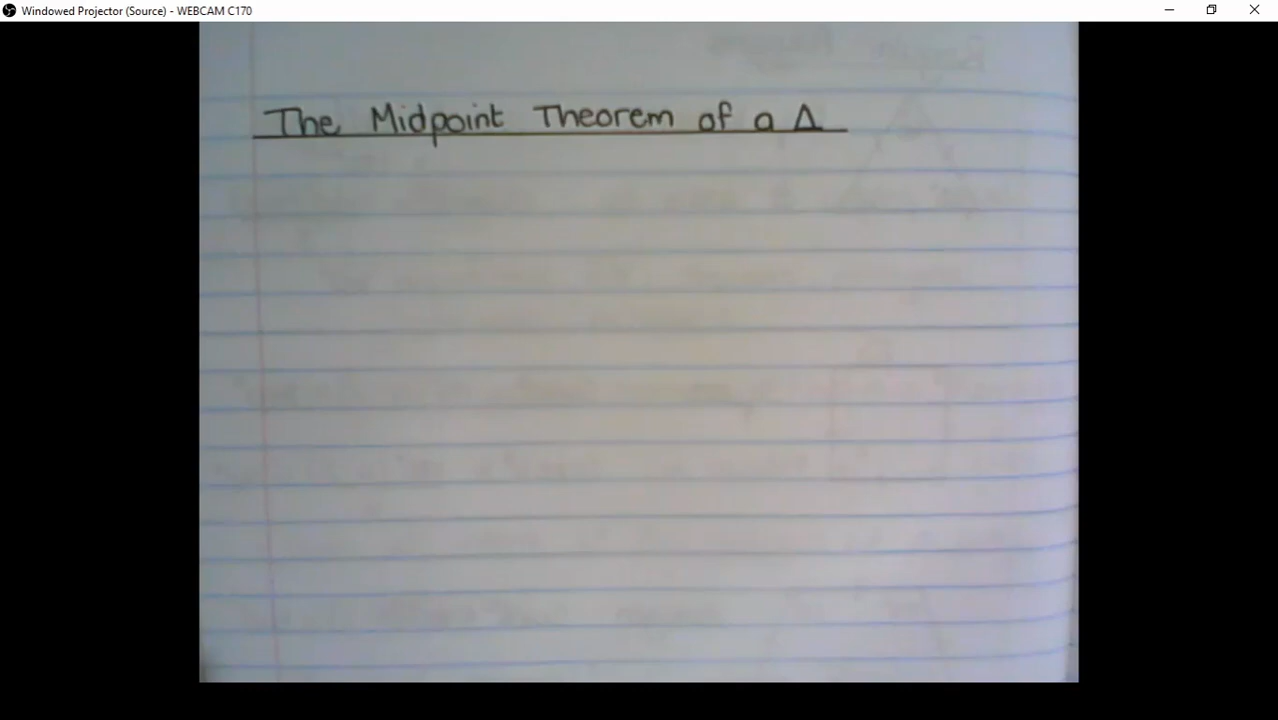 Windowed Projector (Source) - WEBCAM C170
The Midpoint Theorem of a Δ